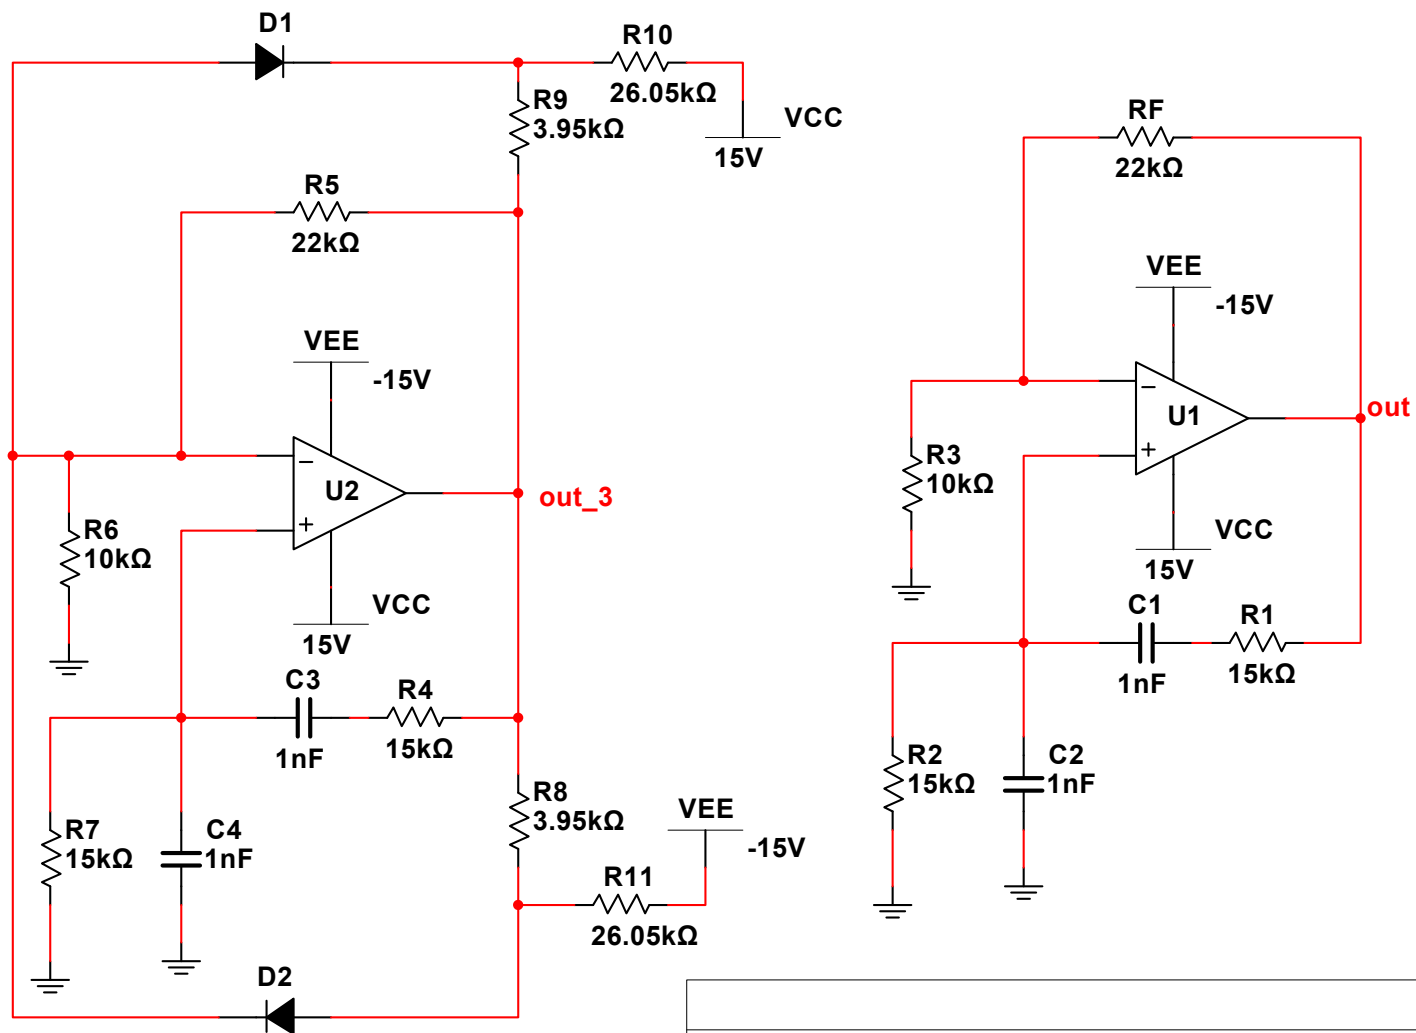 D1
R10
26.05kΩ
VCC
15V
R9
3.95kΩ
R5
22kΩ
VEE
-15V
U2
out_3
R6
10kΩ
VCC
15V
C3
1nF
R4
15kΩ
R7
15kΩ
C4
1nF
R8
3.95kΩ
VEE
-15V
R11
26.05kΩ
D2
RF
22kΩ
VEE
-15V
U1
out
R3
10kΩ
VCC
15V
C1
1nF
R1
15kΩ
R2
15kΩ
C2
1nF